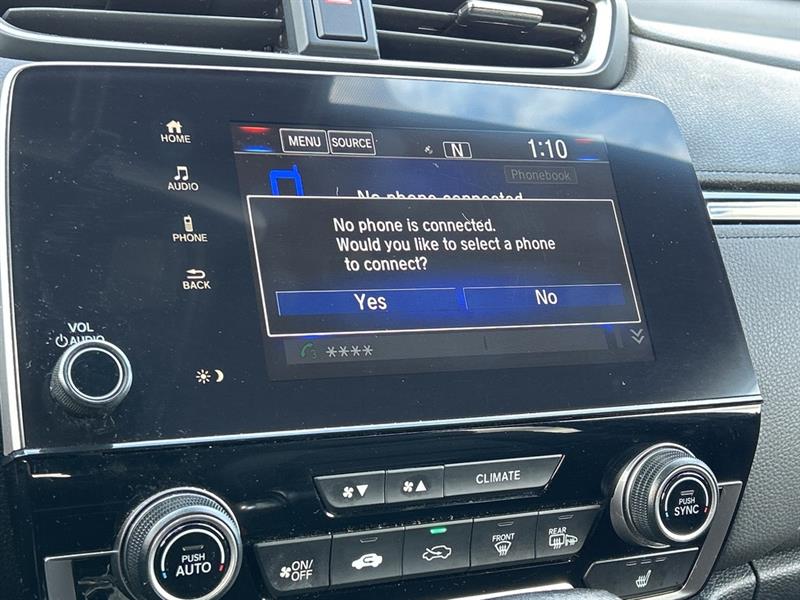 HOME
AUDIO
PHONE
BACK
VOL
AUDIO
MENU SOURCE N 1:10
Phonebook
No phone connected
No phone is connected.
Would you like to select a phone
to connect?
Yes No
3 ****
CLIMATE
PUSH
AUTO
ON/
OFF
FRONT
REAR
PUSH
SYNC